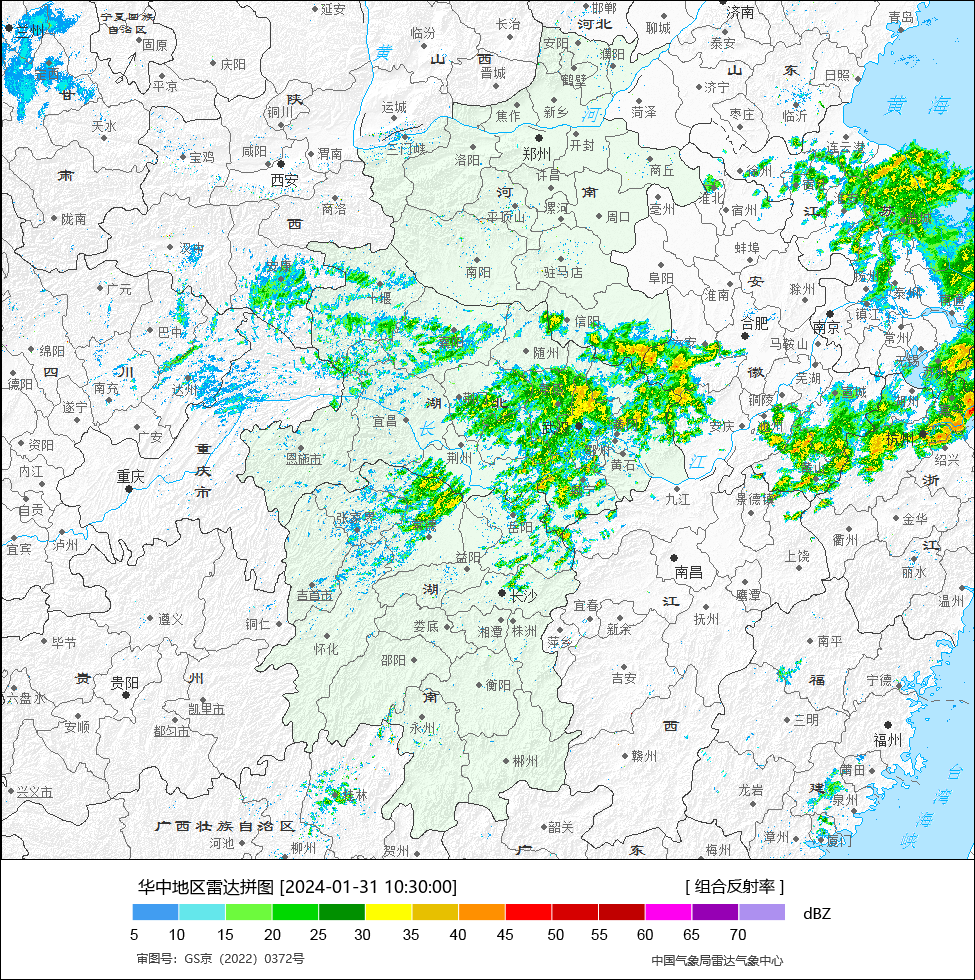 延安
邯郸
济南
青岛
兰州
宁夏回族
自治区
临汾
长治
河北
聊城
固原
黄
山
西
安阳
濮阳
泰安
庆阳
晋城
鹤壁
山
东
日照
平凉
甘
陕
铜川
运城
焦作
新乡
河
菏泽
济宁
枣庄
临沂
黄海
天水
三门峡
开封
连云港
宝鸡
咸阳
渭南
洛阳
郑州
肃
西安
许昌
商丘
河
南
陇南
西
商洛
平顶山
漯河
周口
亳州
淮北
宿州
江
苏
南阳
驻马店
阜阳
蚌埠
安
淮南
滁州
泰州
广元
十堰
信阳
合肥
南京
镇江
常州
巴中
绵阳
随州
马鞍山
四
川
德阳
南充
达州
徽
芜湖
遂宁
湖
北
宜昌
铜陵
广安
武汉
长
安庆
杭州
资阳
重
庆
市
恩施市
荆州
黄石
江
黄山
绍兴
内江
重庆
九江
景德镇
浙
自贡
张家界
岳阳
金华
宜宾
泸州
益阳
衢州
江
南昌
上饶
丽水
吉首市
湖
长沙
鹰潭
温州
遵义
铜仁
娄底
湘潭
株洲
宜春
新余
江
抚州
毕节
怀化
萍乡
南平
邵阳
贵
州
贵阳
吉安
福
宁德
六盘水
凯里市
衡阳
南
安顺
都匀市
永州
西
三明
福州
郴州
赣州
莆田
台
兴义市
桂林
龙岩
建
泉州
湾
广西壮族自治区
韶关
海
河池
柳州
贺州
广
东
梅州
漳州
厦门
峡
华中地区雷达拼图 [2024-01-31 10:30:00]
[ 组合反射率 ]
dBZ
5 10 15 20 25 30 35 40 45 50 55 60 65 70
审图号：GS京（2022）0372号
中国气象局雷达气象中心